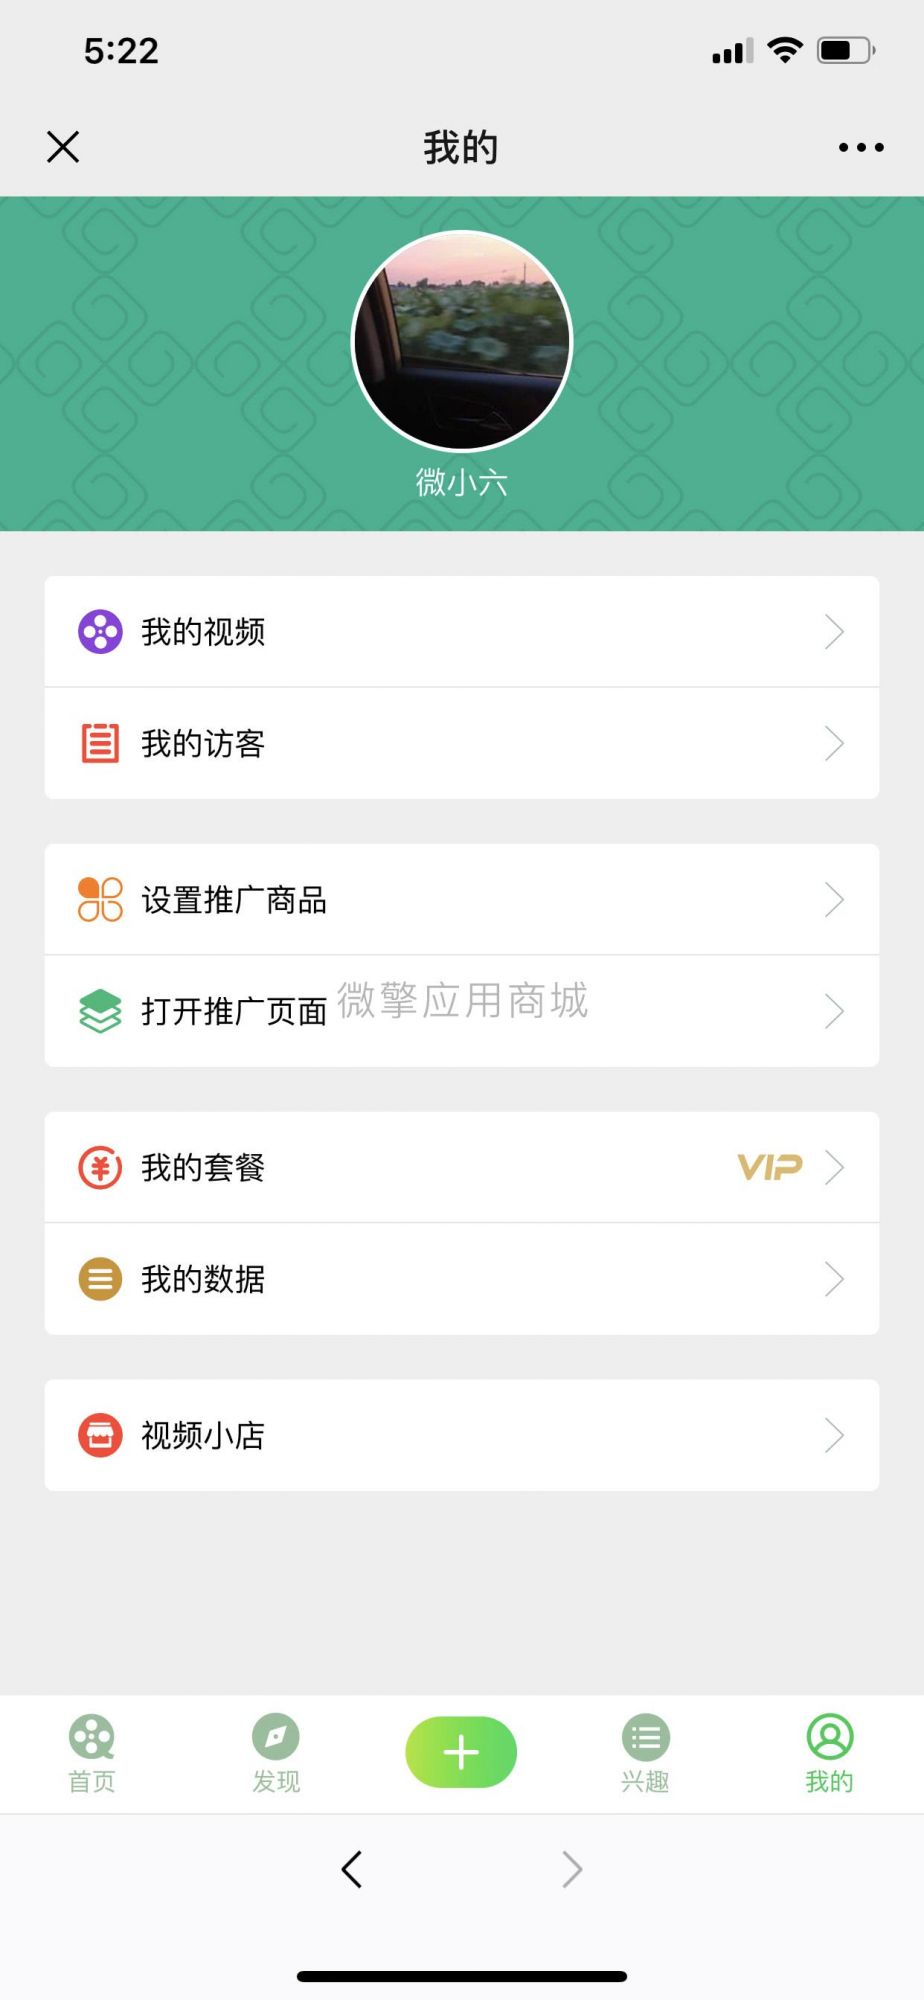 5:22
我的
微小六
我的视频
我的访客
设置推广商品
打开推广页面
微擎应用商城
我的套餐
VIP
我的数据
视频小店
首页
发现
兴趣
我的